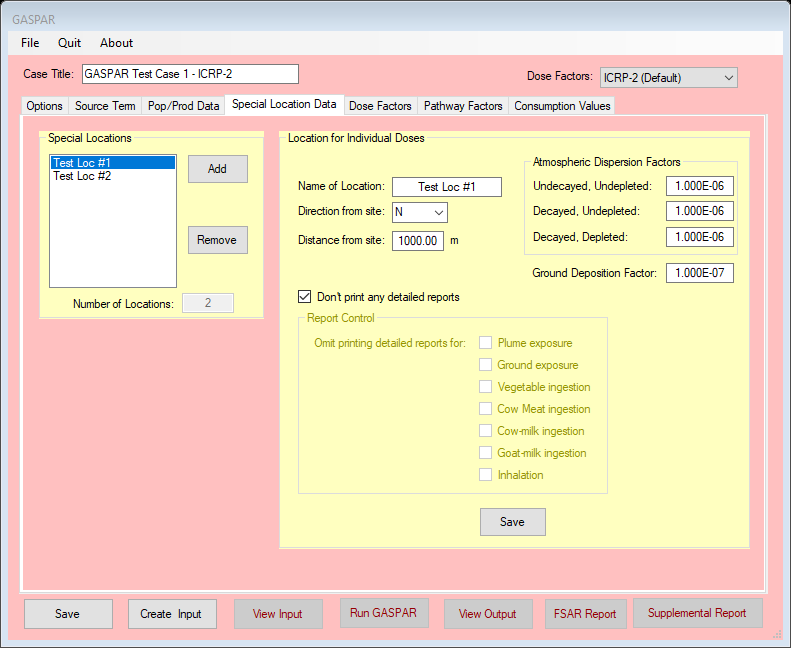 GASPAR
File Quit About
Case Title: GASPAR Test Case 1 - ICRP-2 Dose Factors: ICRP-2 (Default)
Options Source Term Pop/Prod Data Special Location Data Dose Factors Pathway Factors Consumption Values
Special Locations
Test Loc #1
Test Loc #2
Add
Remove
Number of Locations: 2
Location for Individual Doses
Name of Location: Test Loc #1
Direction from site: N
Distance from site: 1000.00 m
Atmospheric Dispersion Factors
Undecayed, Undepleted: 1.000E-06
Decayed, Undepleted: 1.000E-06
Decayed, Depleted: 1.000E-06
Ground Deposition Factor: 1.000E-07
Don't print any detailed reports
Report Control
Omit printing detailed reports for: Plume exposure
Ground exposure
Vegetable ingestion
Cow Meat ingestion
Cow-milk ingestion
Goat-milk ingestion
Inhalation
Save
Save Create Input View Input Run GASPAR View Output FSAR Report Supplemental Report